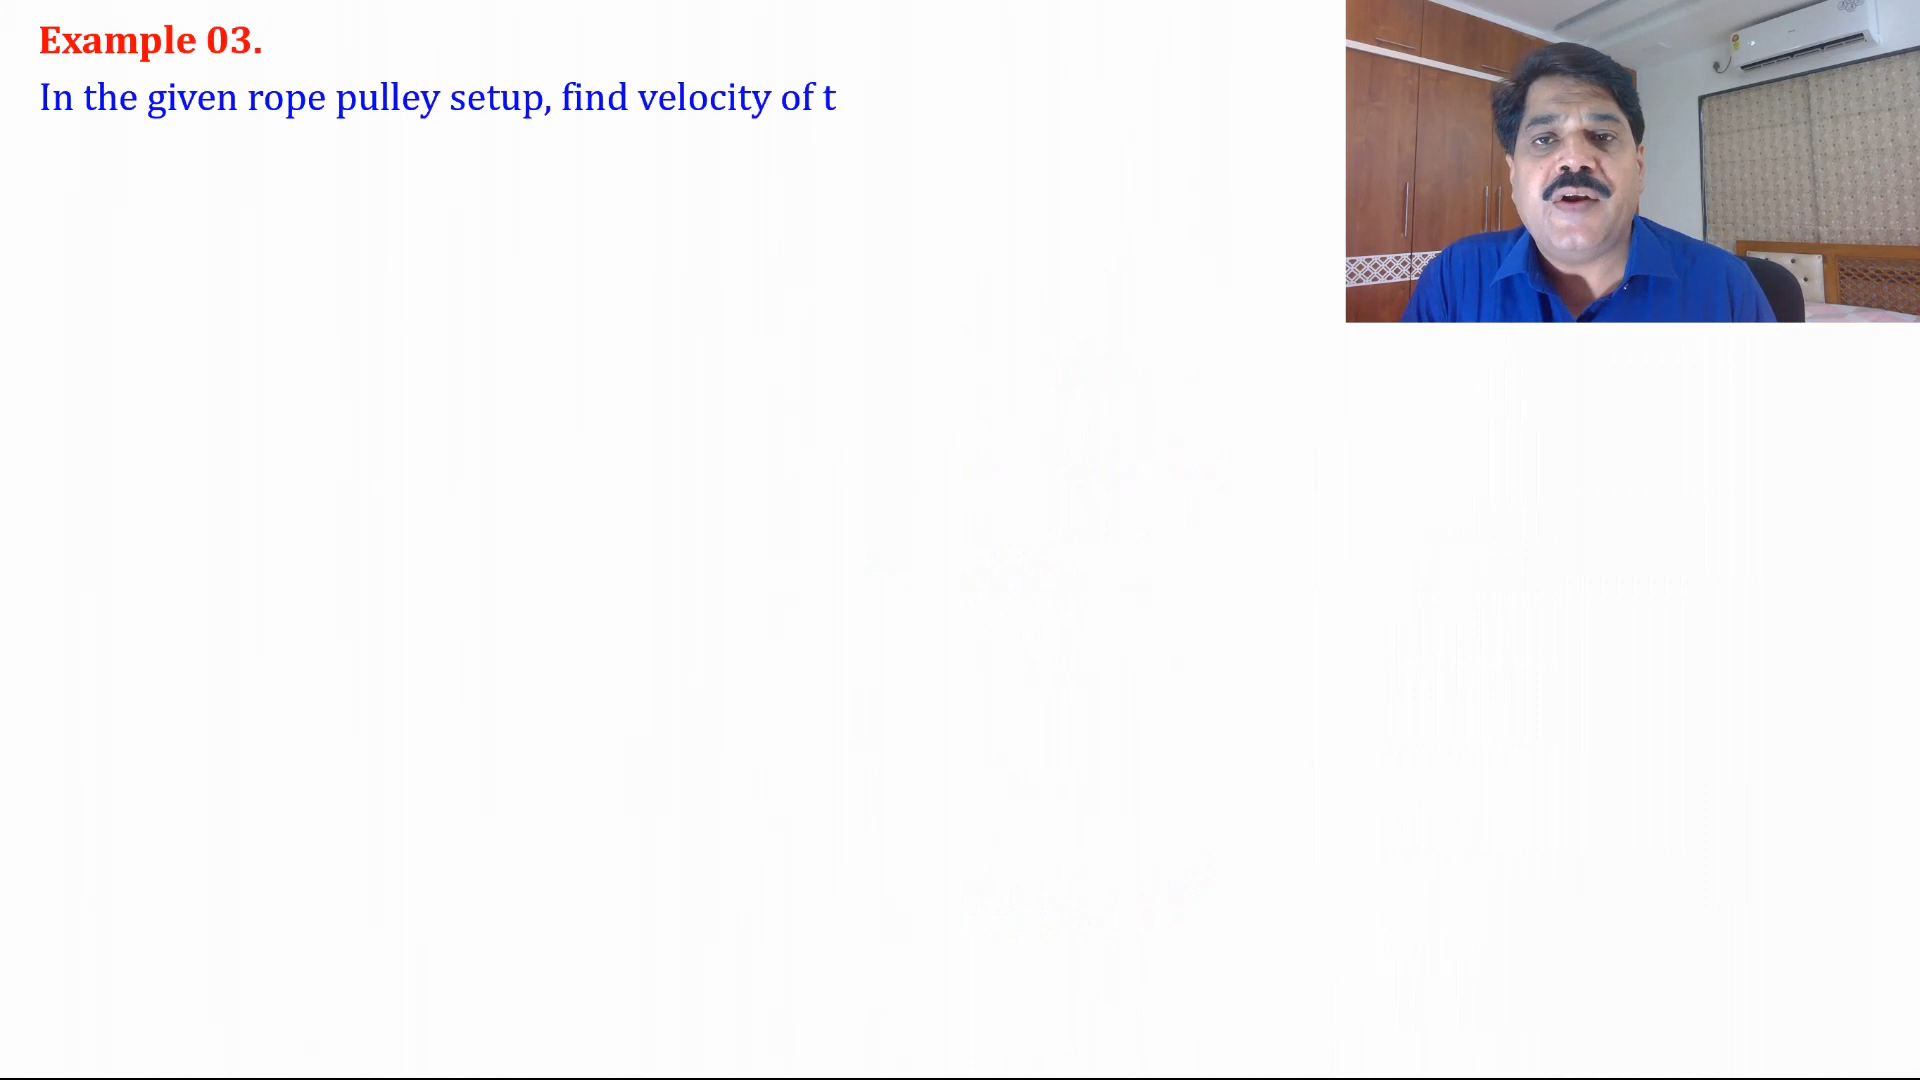 Example 03.
In the given rope pulley setup, find velocity of t